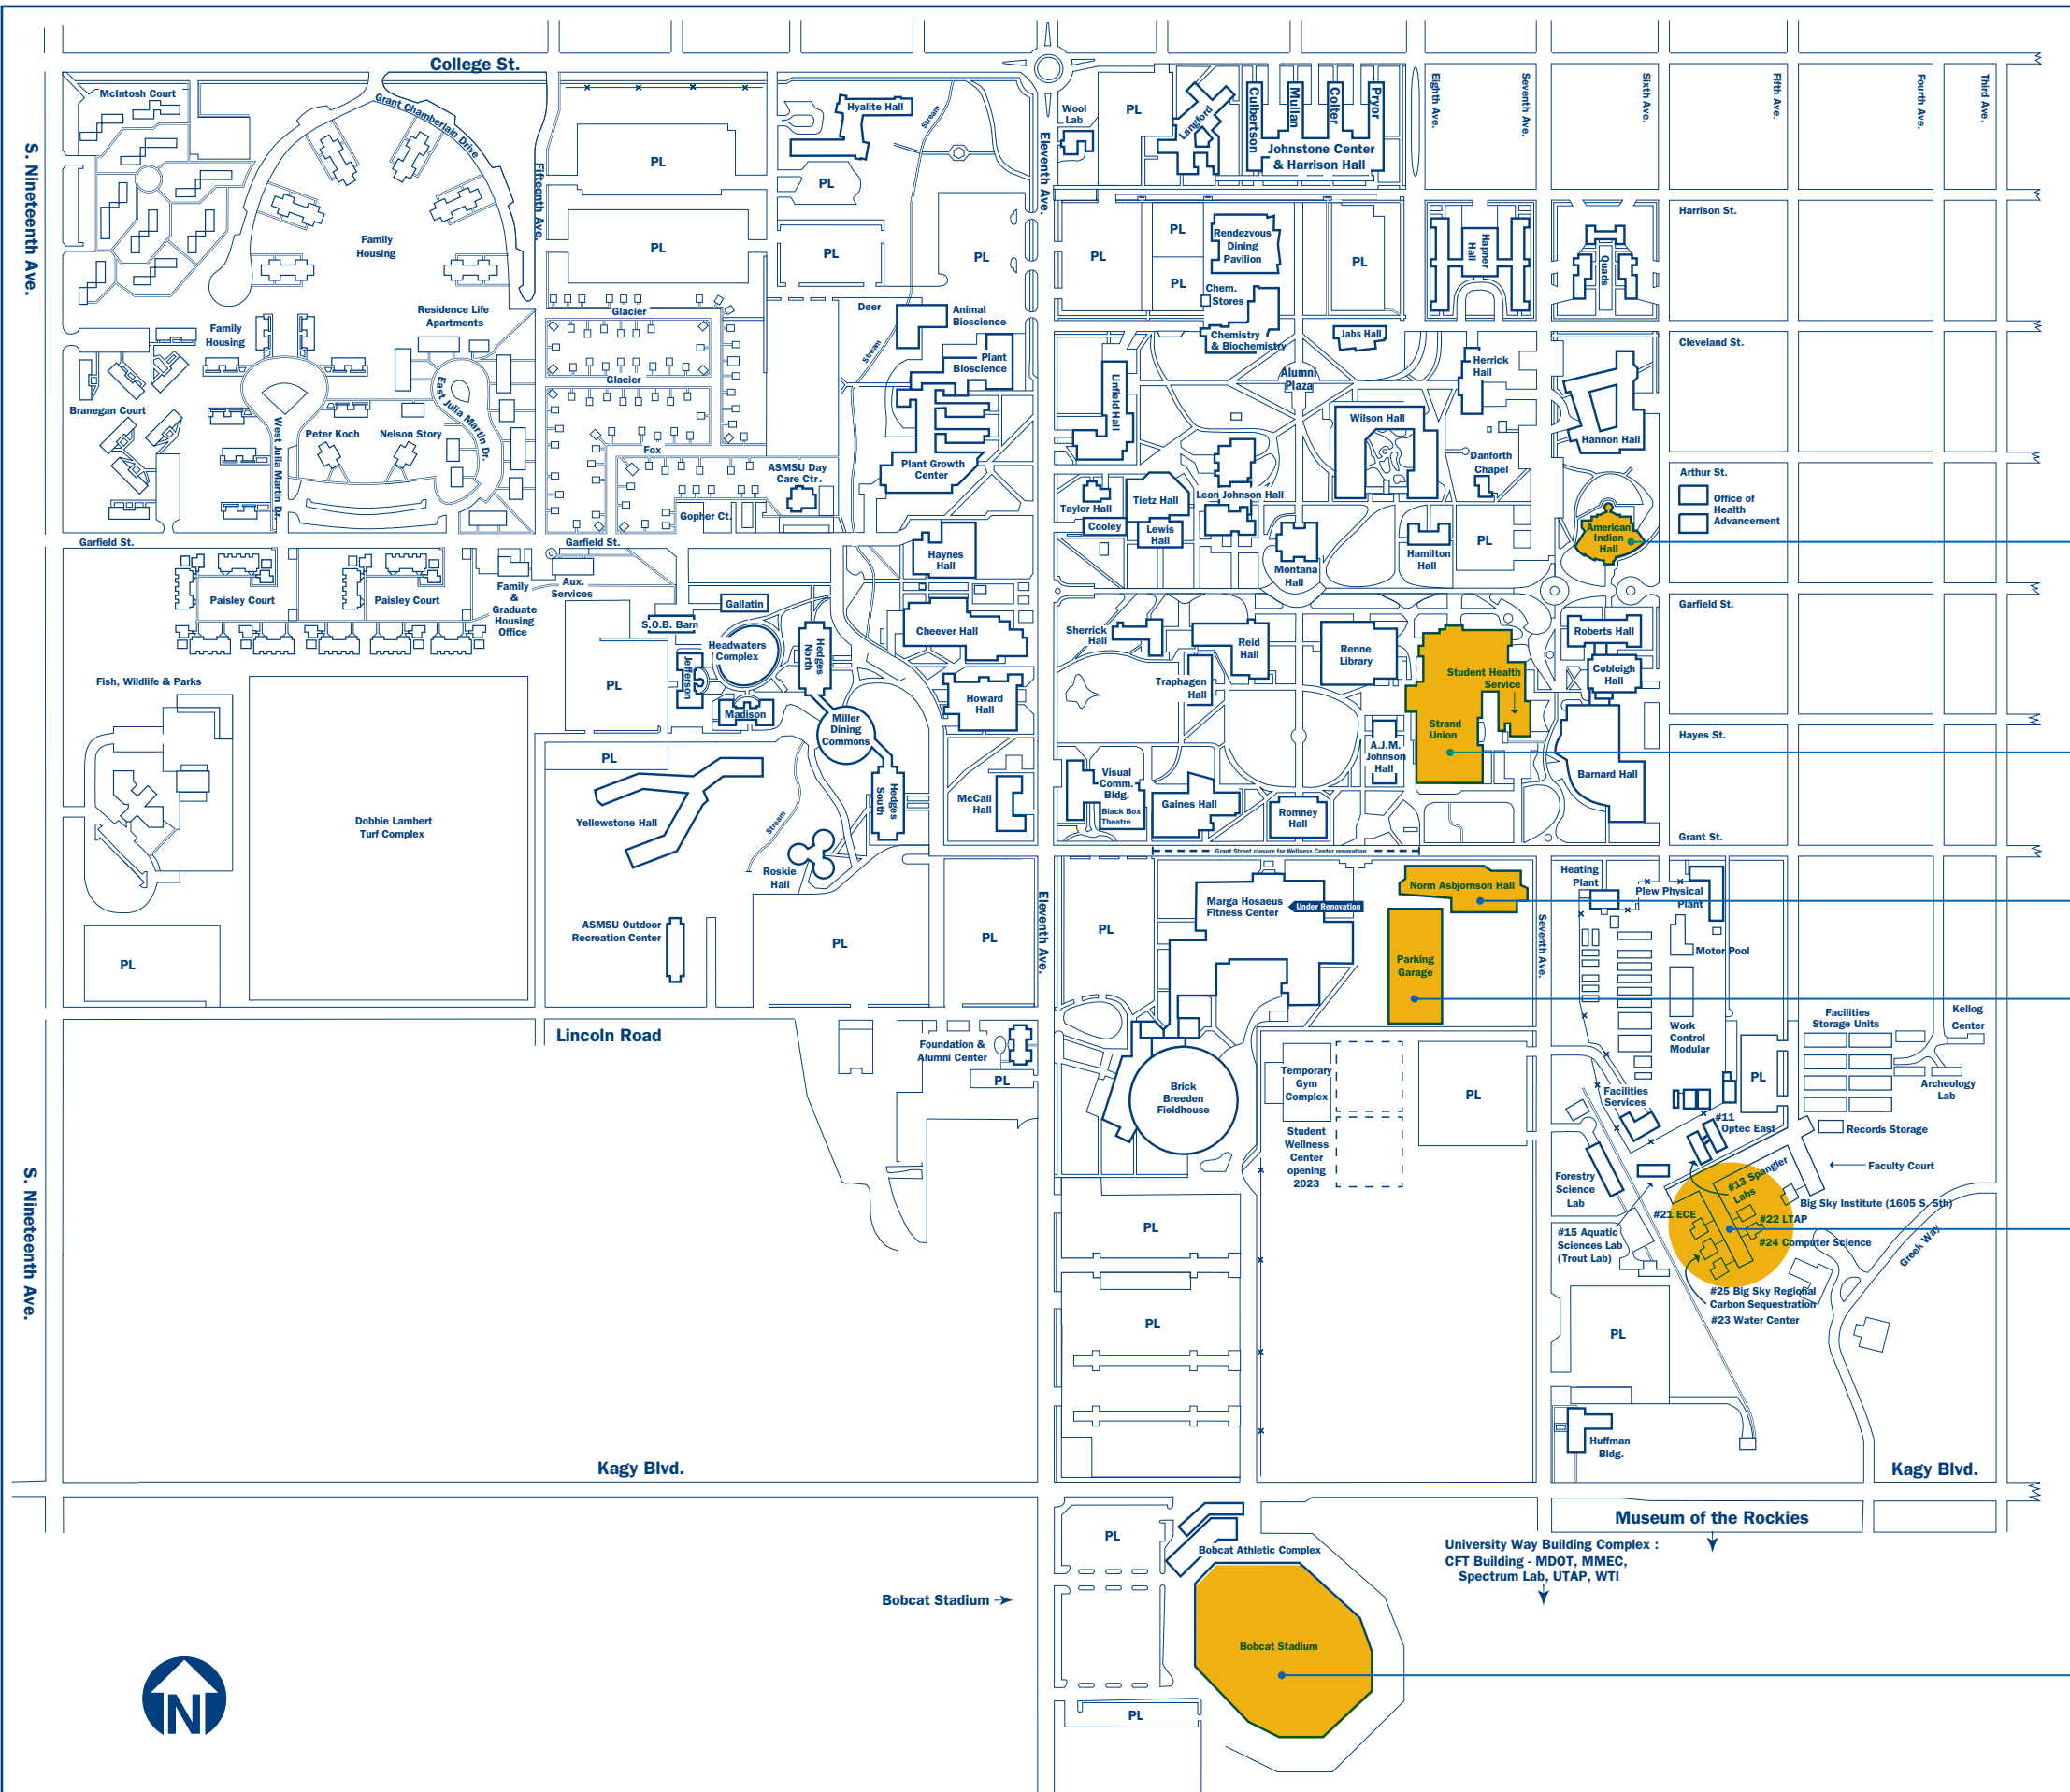 College St.
McIntosh Court
Grant Chamberlain Drive
S. Nineteenth Ave.
Fifteenth Ave.
Family
Housing
Residence Life
Apartments
Family
Housing
Branegan Court
Peter Koch
Nelson Story
West Julia Martin Dr.
East Julia Martin Dr.
PL
PL
Hyalite Hall
Stream
PL
PL
PL
Glacier
Glacier
Fox
Gopher Ct.
ASMSU Day
Care Ctr.
Deer
Stream
Animal
Bioscience
Plant
Bioscience
Plant Growth
Center
Eleventh Ave.
Wool
Lab
PL
Langford
Culbertson
Mullan
Colter
Pryor
Johnstone Center
& Harrison Hall
Eighth Ave.
Seventh Ave.
Sixth Ave.
Fifth Ave.
Fourth Ave.
Third Ave.
Harrison St.
PL
PL
PL
Rendezvous
Dining
Pavilion
PL
Hapner
Hall
Quads
Chem.
Stores
Chemistry
& Biochemistry
Jabs Hall
Cleveland St.
Linfield Hall
Alumni
Plaza
Herrick
Hall
Wilson Hall
Hannon Hall
Danforth
Chapel
Arthur St.
Office of
Health
Advancement
Taylor Hall
Tietz Hall
Leon Johnson Hall
Cooley
Lewis
Hall
Montana
Hall
Hamilton
Hall
PL
American
Indian
Hall
Garfield St.
Garfield St.
Garfield St.
Paisley Court
Paisley Court
Family
&
Graduate
Housing
Office
Aux.
Services
Haynes
Hall
Gallatin
S.O.B. Barn
Headwaters
Complex
Hedges
North
Jefferson
Madison
Cheever Hall
Howard
Hall
Miller
Dining
Commons
Hedges
South
McCall
Hall
PL
PL
Yellowstone Hall
Stream
Roskie
Hall
Fish, Wildlife & Parks
Dobbie Lambert
Turf Complex
PL
ASMSU Outdoor
Recreation Center
PL
PL
Sherrick
Hall
Reid
Hall
Traphagen
Hall
Renne
Library
Student Health
Service
Strand
Union
A.J.M.
Johnson
Hall
Roberts Hall
Cobleigh
Hall
Barnard Hall
Hayes St.
Visual
Comm.
Bldg.
Black Box
Theatre
Gaines Hall
Romney
Hall
Grant St.
Grant Street closure for Wellness Center renovation
Eleventh Ave.
PL
Marga Hosaeus
Fitness Center
Under Renovation
Norm Asbjornson Hall
Parking
Garage
Seventh Ave.
Heating
Plant
Plew Physical
Plant
Motor Pool
Work
Control
Modular
Facilities
Storage Units
Kellog
Center
Archeology
Lab
PL
Facilities
Services
#11
Optec East
Records Storage
Faculty Court
Lincoln Road
Foundation &
Alumni Center
PL
Brick
Breeden
Fieldhouse
Temporary
Gym
Complex
Student
Wellness
Center
opening
2023
PL
Forestry
Science
Lab
#13 Spangler
Labs
Big Sky Institute (1605 S. 5th)
#21 ECE
#22 LTAP
#24 Computer Science
#15 Aquatic
Sciences Lab
(Trout Lab)
#25 Big Sky Regional
Carbon Sequestration
#23 Water Center
Greek Way
S. Nineteenth Ave.
PL
PL
PL
Huffman
Bldg.
Kagy Blvd.
Kagy Blvd.
Museum of the Rockies
University Way Building Complex :
CFT Building - MDOT, MMEC,
Spectrum Lab, UTAP, WTI
PL
Bobcat Athletic Complex
Bobcat Stadium
Bobcat Stadium
PL
N